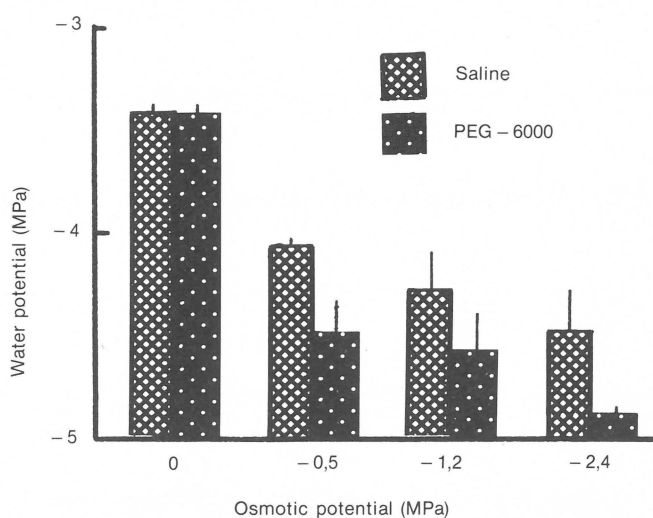 −3
Saline
PEG – 6000
Water potential (MPa)
−4
−5
0
−0,5
−1,2
−2,4
Osmotic potential (MPa)